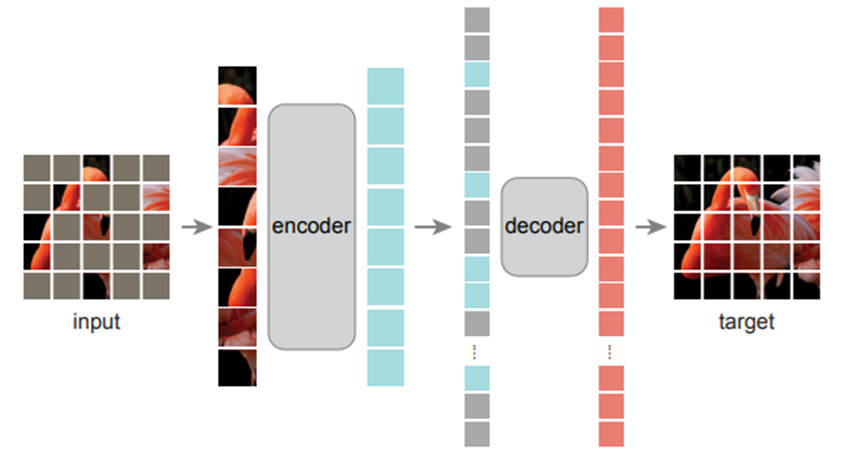 input
encoder
decoder
target